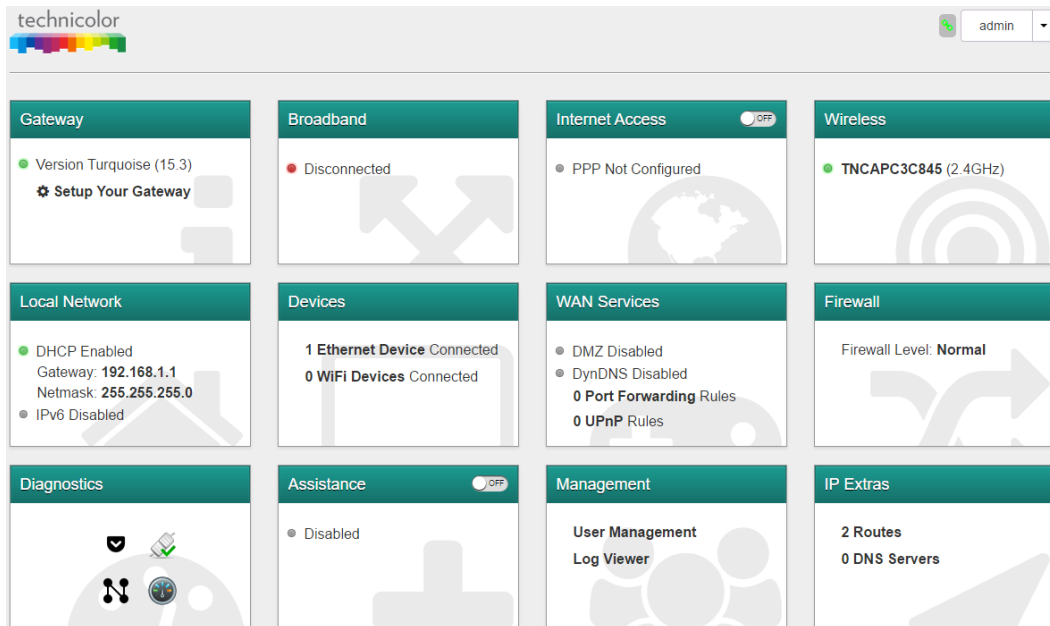 technicolor
admin
Gateway
Version Turquoise (15.3)
Setup Your Gateway
Broadband
Disconnected
Internet Access
OFF
PPP Not Configured
Wireless
TNCAPC3C845 (2.4GHz)
Local Network
DHCP Enabled
Gateway: 192.168.1.1
Netmask: 255.255.255.0
IPv6 Disabled
Devices
1 Ethernet Device Connected
0 WiFi Devices Connected
WAN Services
DMZ Disabled
DynDNS Disabled
0 Port Forwarding Rules
0 UPnP Rules
Firewall
Firewall Level: Normal
Diagnostics
Assistance
OFF
Disabled
Management
User Management
Log Viewer
IP Extras
2 Routes
0 DNS Servers